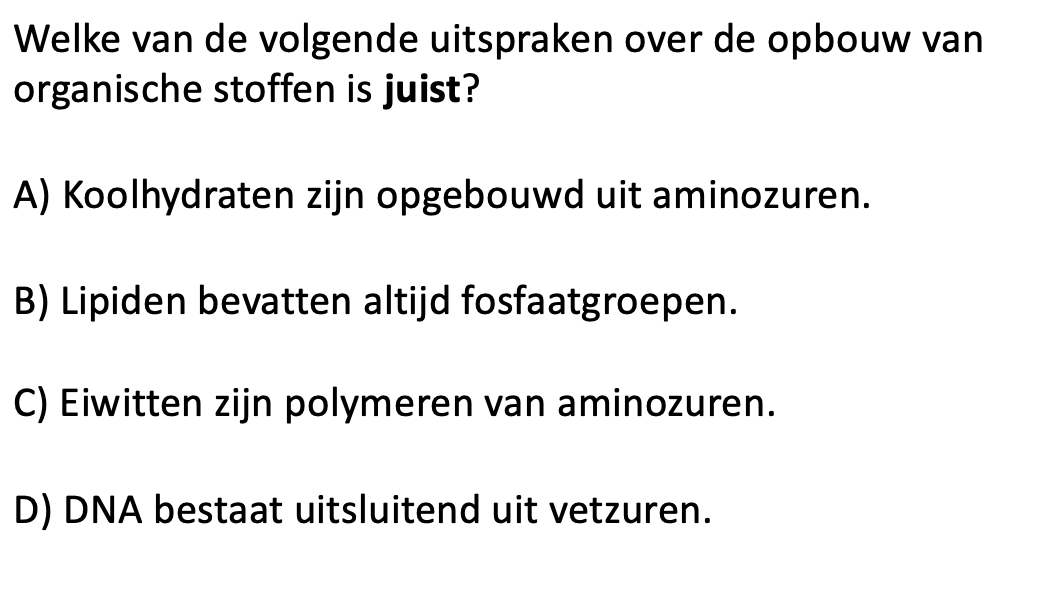 Welke van de volgende uitspraken over de opbouw van
organische stoffen is juist?
A) Koolhydraten zijn opgebouwd uit aminozuren.
B) Lipiden bevatten altijd fosfaatgroepen.
C) Eiwitten zijn polymeren van aminozuren.
D) DNA bestaat uitsluitend uit vetzuren.